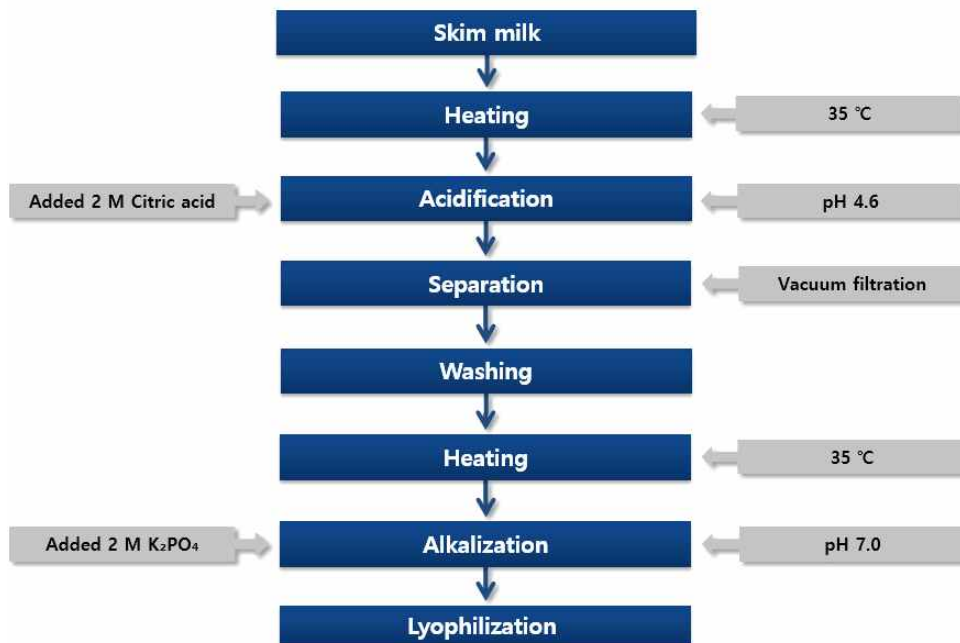 Skim milk
Heating
35 ℃
Added 2 M Citric acid
Acidification
pH 4.6
Separation
Vacuum filtration
Washing
Heating
35 ℃
Added 2 M K₂PO₄
Alkalization
pH 7.0
Lyophilization